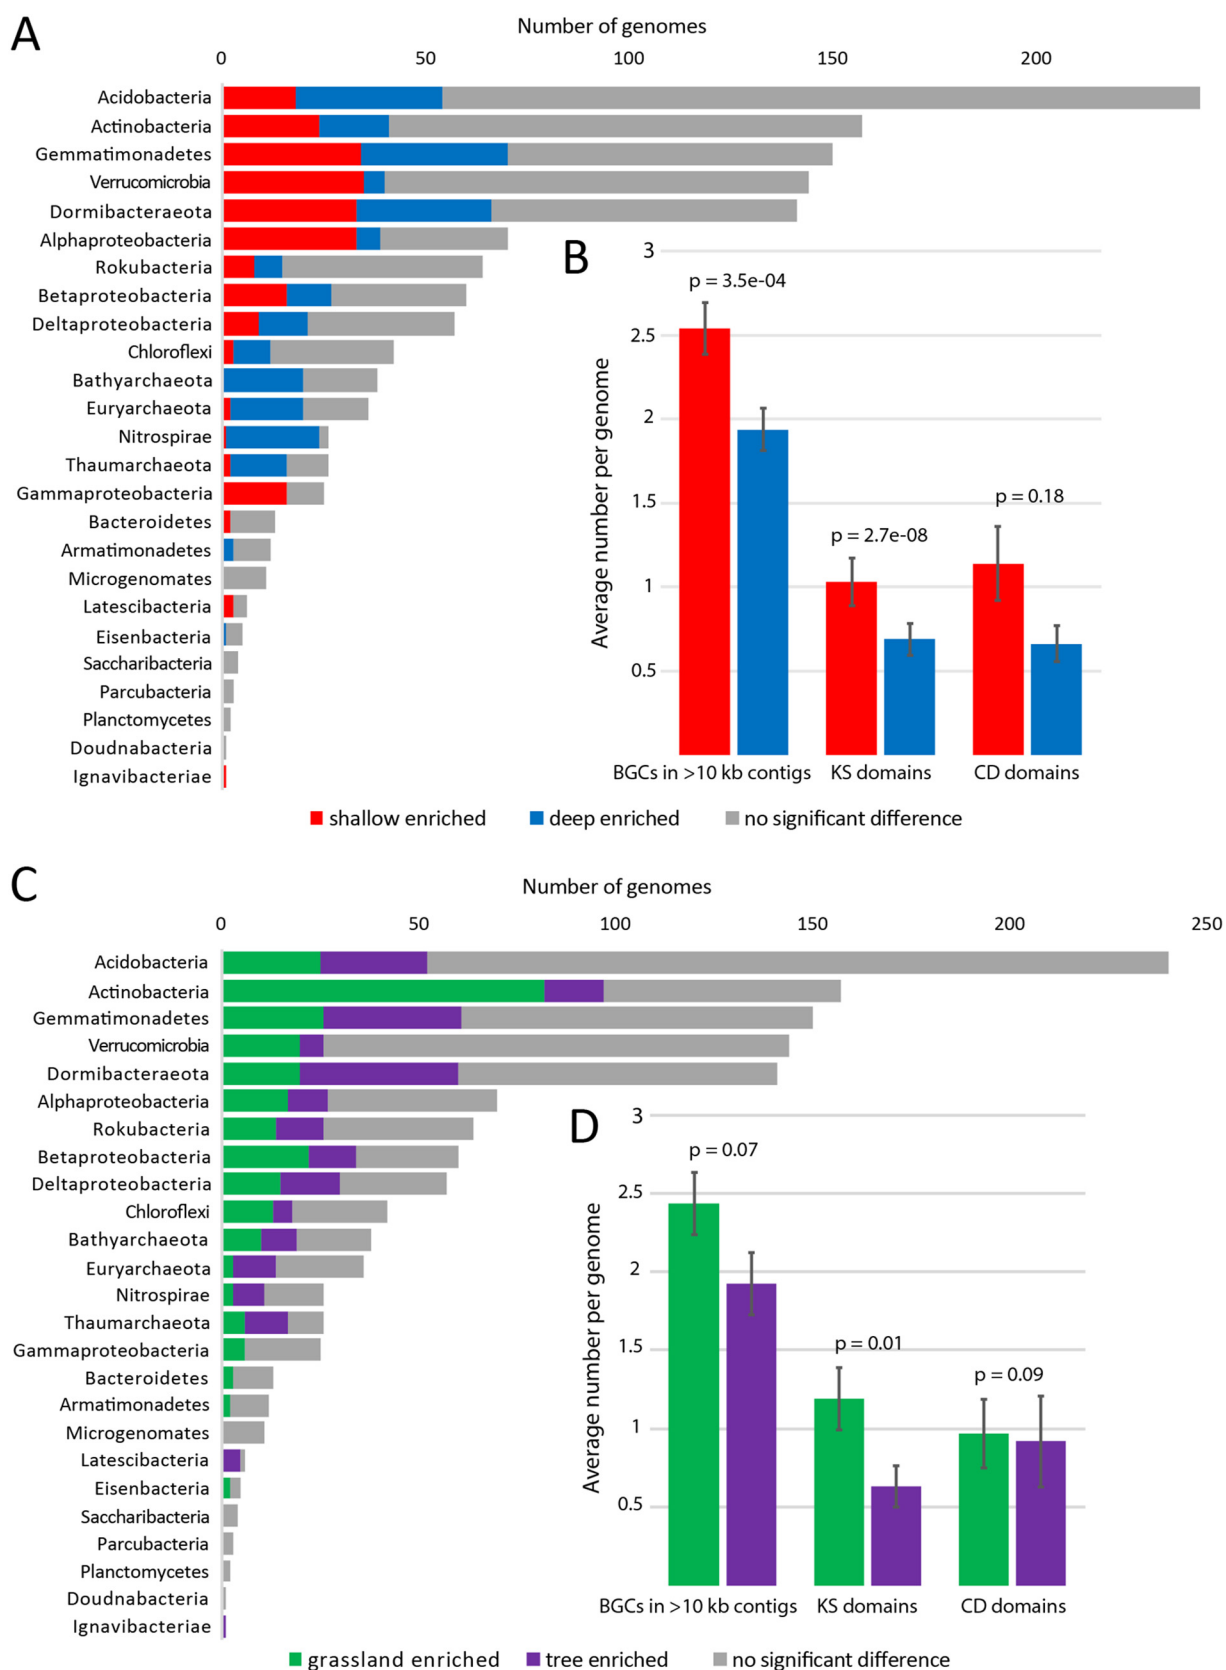 A
Number of genomes
0 50 100 150 200
Acidobacteria
Actinobacteria
Gemmatimonadetes
Verrucomicrobia
Dormibacteraeota
Alphaproteobacteria
Rokubacteria
Betaproteobacteria
Deltaproteobacteria
Chloroflexi
Bathyarchaeota
Euryarchaeota
Nitrospirae
Thaumarchaeota
Gammaproteobacteria
Bacteroidetes
Armatimonadetes
Microgenomates
Latescibacteria
Eisenbacteria
Saccharibacteria
Parcubacteria
Planctomycetes
Doudnabacteria
Ignavibacteriae
B
Average number per genome
3
2.5
2
1.5
1
0.5
p = 3.5e-04
p = 2.7e-08
p = 0.18
BGCs in >10 kb contigs KS domains CD domains
shallow enriched deep enriched no significant difference
C
Number of genomes
0 50 100 150 200 250
Acidobacteria
Actinobacteria
Gemmatimonadetes
Verrucomicrobia
Dormibacteraeota
Alphaproteobacteria
Rokubacteria
Betaproteobacteria
Deltaproteobacteria
Chloroflexi
Bathyarchaeota
Euryarchaeota
Nitrospirae
Thaumarchaeota
Gammaproteobacteria
Bacteroidetes
Armatimonadetes
Microgenomates
Latescibacteria
Eisenbacteria
Saccharibacteria
Parcubacteria
Planctomycetes
Doudnabacteria
Ignavibacteriae
D
Average number per genome
3
2.5
2
1.5
1
0.5
p = 0.07
p = 0.01
p = 0.09
BGCs in >10 kb contigs KS domains CD domains
grassland enriched tree enriched no significant difference